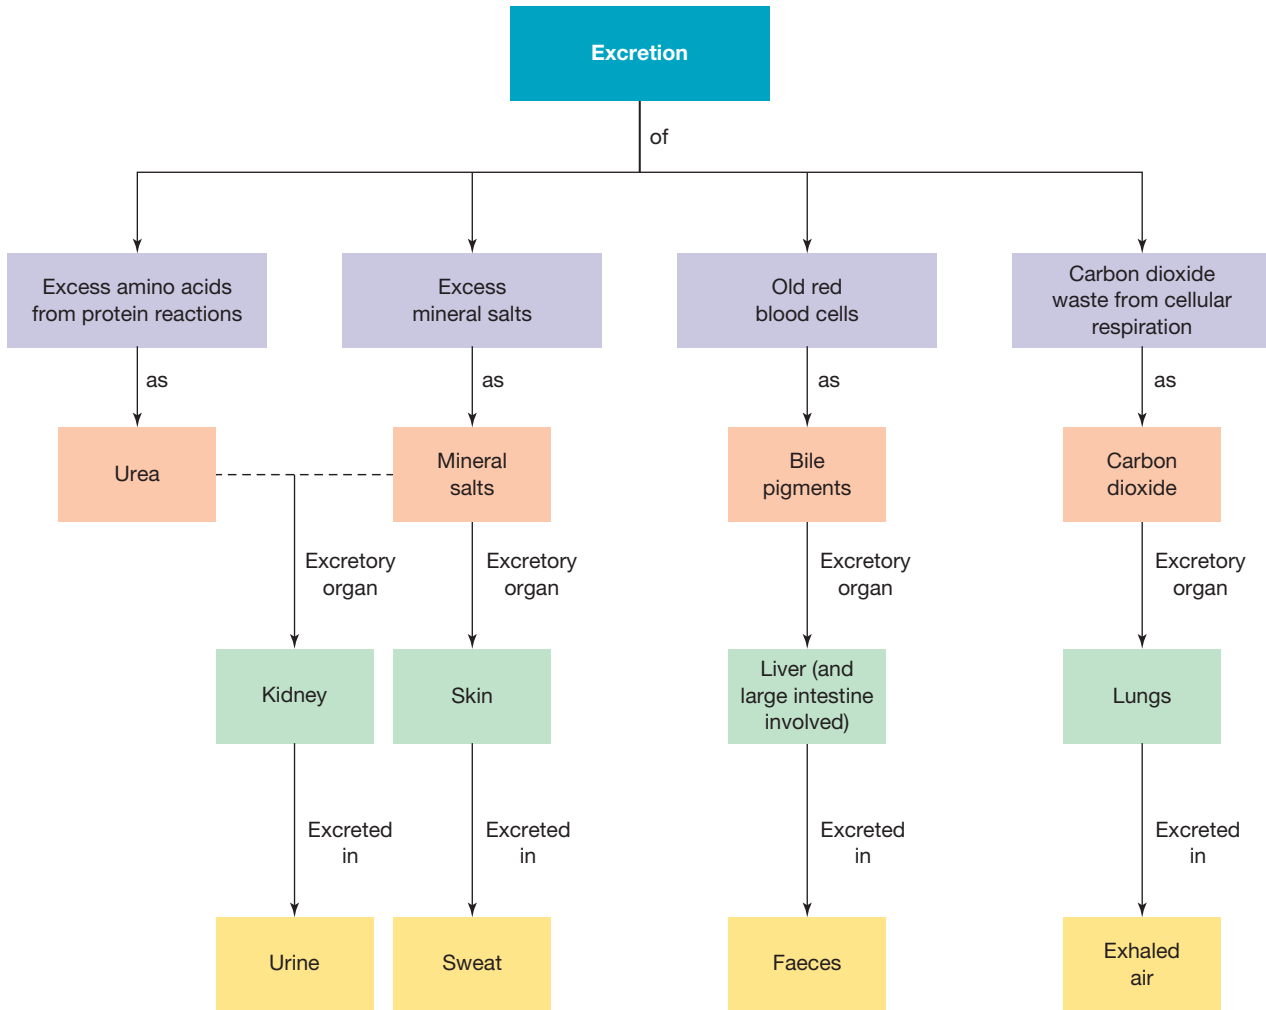 Excretion
of
Excess amino acids
from protein reactions
Excess
mineral salts
Old red
blood cells
Carbon dioxide
waste from cellular
respiration
as
as
as
as
Urea
Mineral
salts
Bile
pigments
Carbon
dioxide
Excretory
organ
Excretory
organ
Excretory
organ
Excretory
organ
Kidney
Skin
Liver (and
large intestine
involved)
Lungs
Excreted
in
Excreted
in
Excreted
in
Excreted
in
Urine
Sweat
Faeces
Exhaled
air